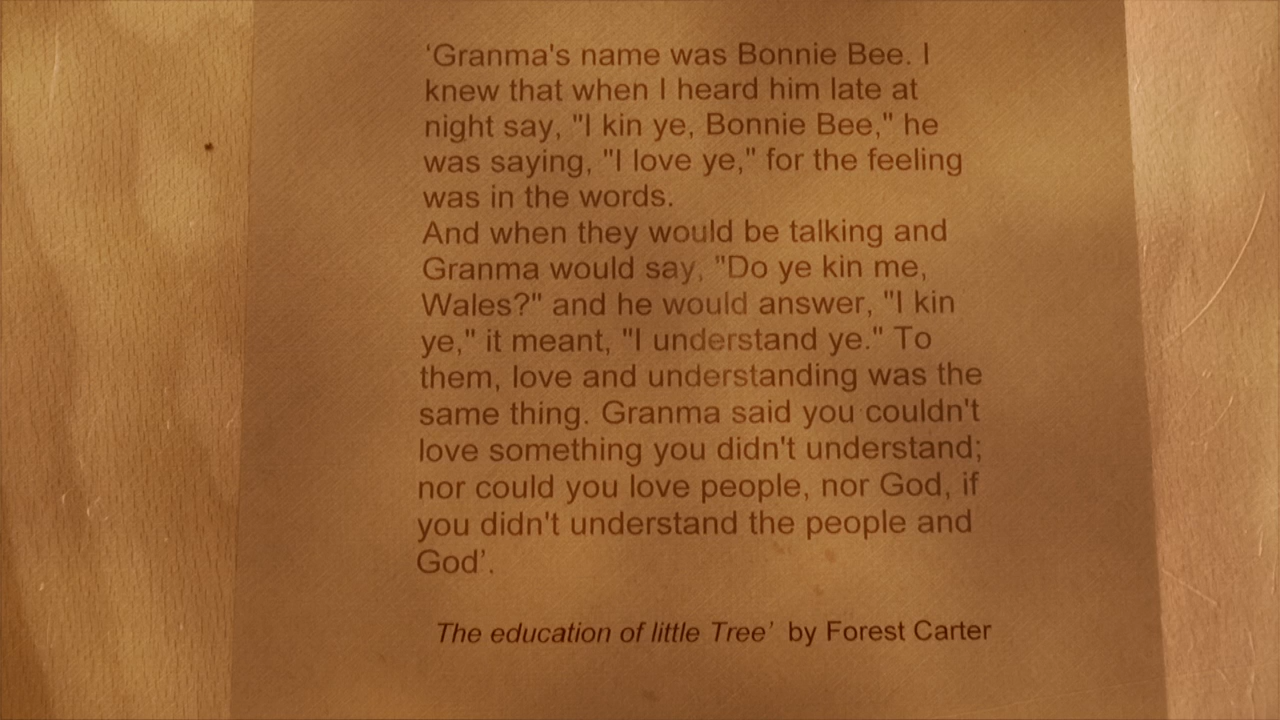 ‘Granma's name was Bonnie Bee. I
knew that when I heard him late at
night say, "I kin ye, Bonnie Bee," he
was saying, "I love ye," for the feeling
was in the words.
And when they would be talking and
Granma would say, "Do ye kin me,
Wales?" and he would answer, "I kin
ye," it meant, "I understand ye." To
them, love and understanding was the
same thing. Granma said you couldn't
love something you didn't understand;
nor could you love people, nor God, if
you didn't understand the people and
God’.
The education of little Tree’ by Forest Carter